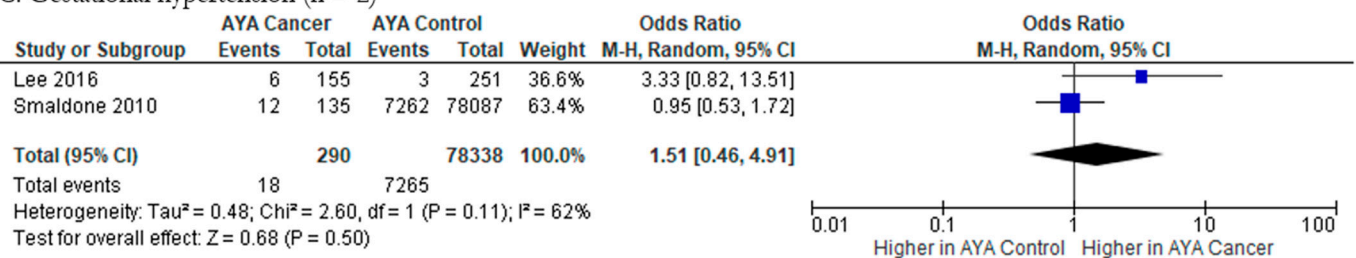 C. Gestational hypertension (n = 2)
AYA Cancer AYA Control Odds Ratio Odds Ratio
Study or Subgroup Events Total Events Total Weight M-H, Random, 95% CI M-H, Random, 95% CI
Lee 2016 6 155 3 251 36.6% 3.33 [0.82, 13.51]
Smaldone 2010 12 135 7262 78087 63.4% 0.95 [0.53, 1.72]
Total (95% CI) 290 78338 100.0% 1.51 [0.46, 4.91]
Total events 18 7265
Heterogeneity: Tau² = 0.48; Chi² = 2.60, df = 1 (P = 0.11); I² = 62%
Test for overall effect: Z = 0.68 (P = 0.50)
0.01 0.1 1 10 100
Higher in AYA Control Higher in AYA Cancer